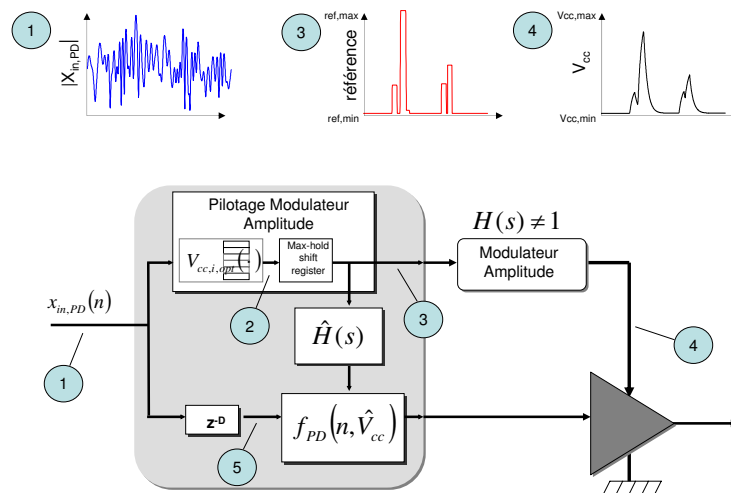 1
|X_in,PD|
3
ref,max
référence
ref,min
4
Vcc,max
V_cc
Vcc,min
Pilotage Modulateur
Amplitude
V_cc,i,opt(·)
Max-hold
shift
register
H(s) ≠ 1
Modulateur
Amplitude
x_in,PD(n)
2
3
4
1
Ĥ(s)
z^-D
f_PD(n, V̂_cc)
5